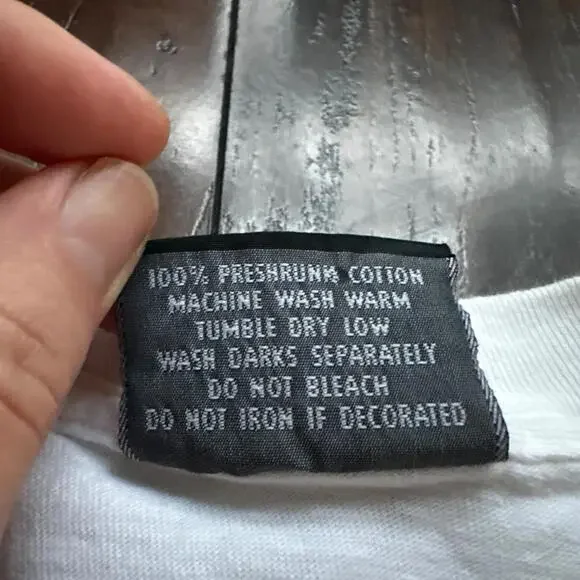 100% PRESHRUNK COTTON
MACHINE WASH WARM
TUMBLE DRY LOW
WASH DARKS SEPARATELY
DO NOT BLEACH
DO NOT IRON IF DECORATED